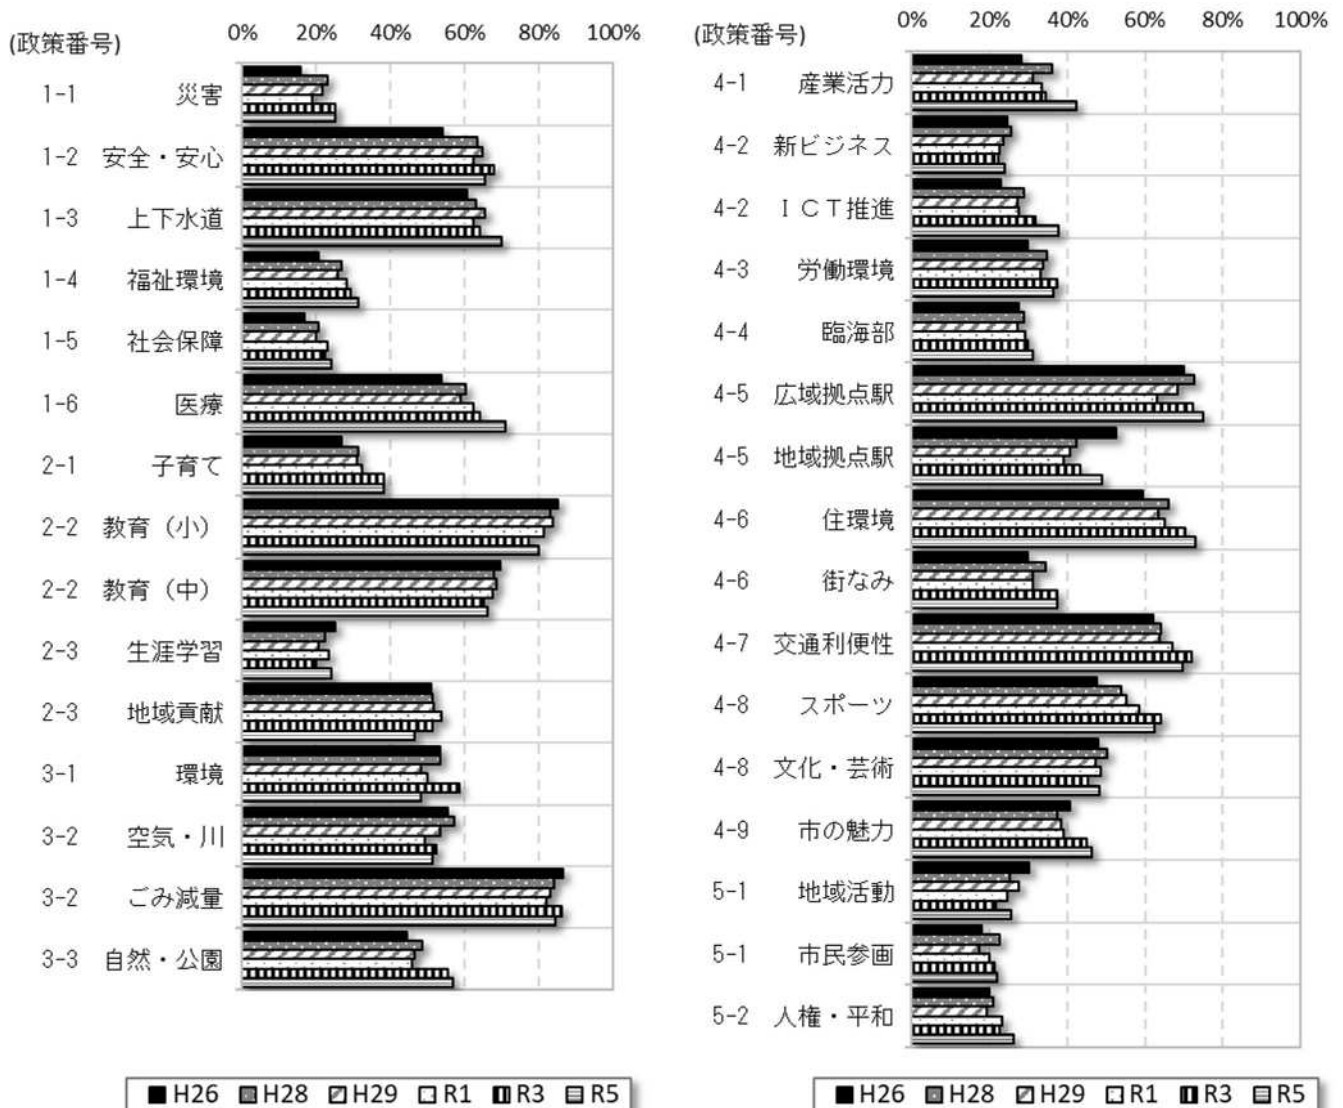 (政策番号)
0% 20% 40% 60% 80% 100%
1-1 災害
1-2 安全・安心
1-3 上下水道
1-4 福祉環境
1-5 社会保障
1-6 医療
2-1 子育て
2-2 教育（小）
2-2 教育（中）
2-3 生涯学習
2-3 地域貢献
3-1 環境
3-2 空気・川
3-2 ごみ減量
3-3 自然・公園
H26 H28 H29 R1 R3 R5
(政策番号)
0% 20% 40% 60% 80% 100%
4-1 産業活力
4-2 新ビジネス
4-2 ＩＣＴ推進
4-3 労働環境
4-4 臨海部
4-5 広域拠点駅
4-5 地域拠点駅
4-6 住環境
4-6 街なみ
4-7 交通利便性
4-8 スポーツ
4-8 文化・芸術
4-9 市の魅力
5-1 地域活動
5-1 市民参画
5-2 人権・平和
H26 H28 H29 R1 R3 R5